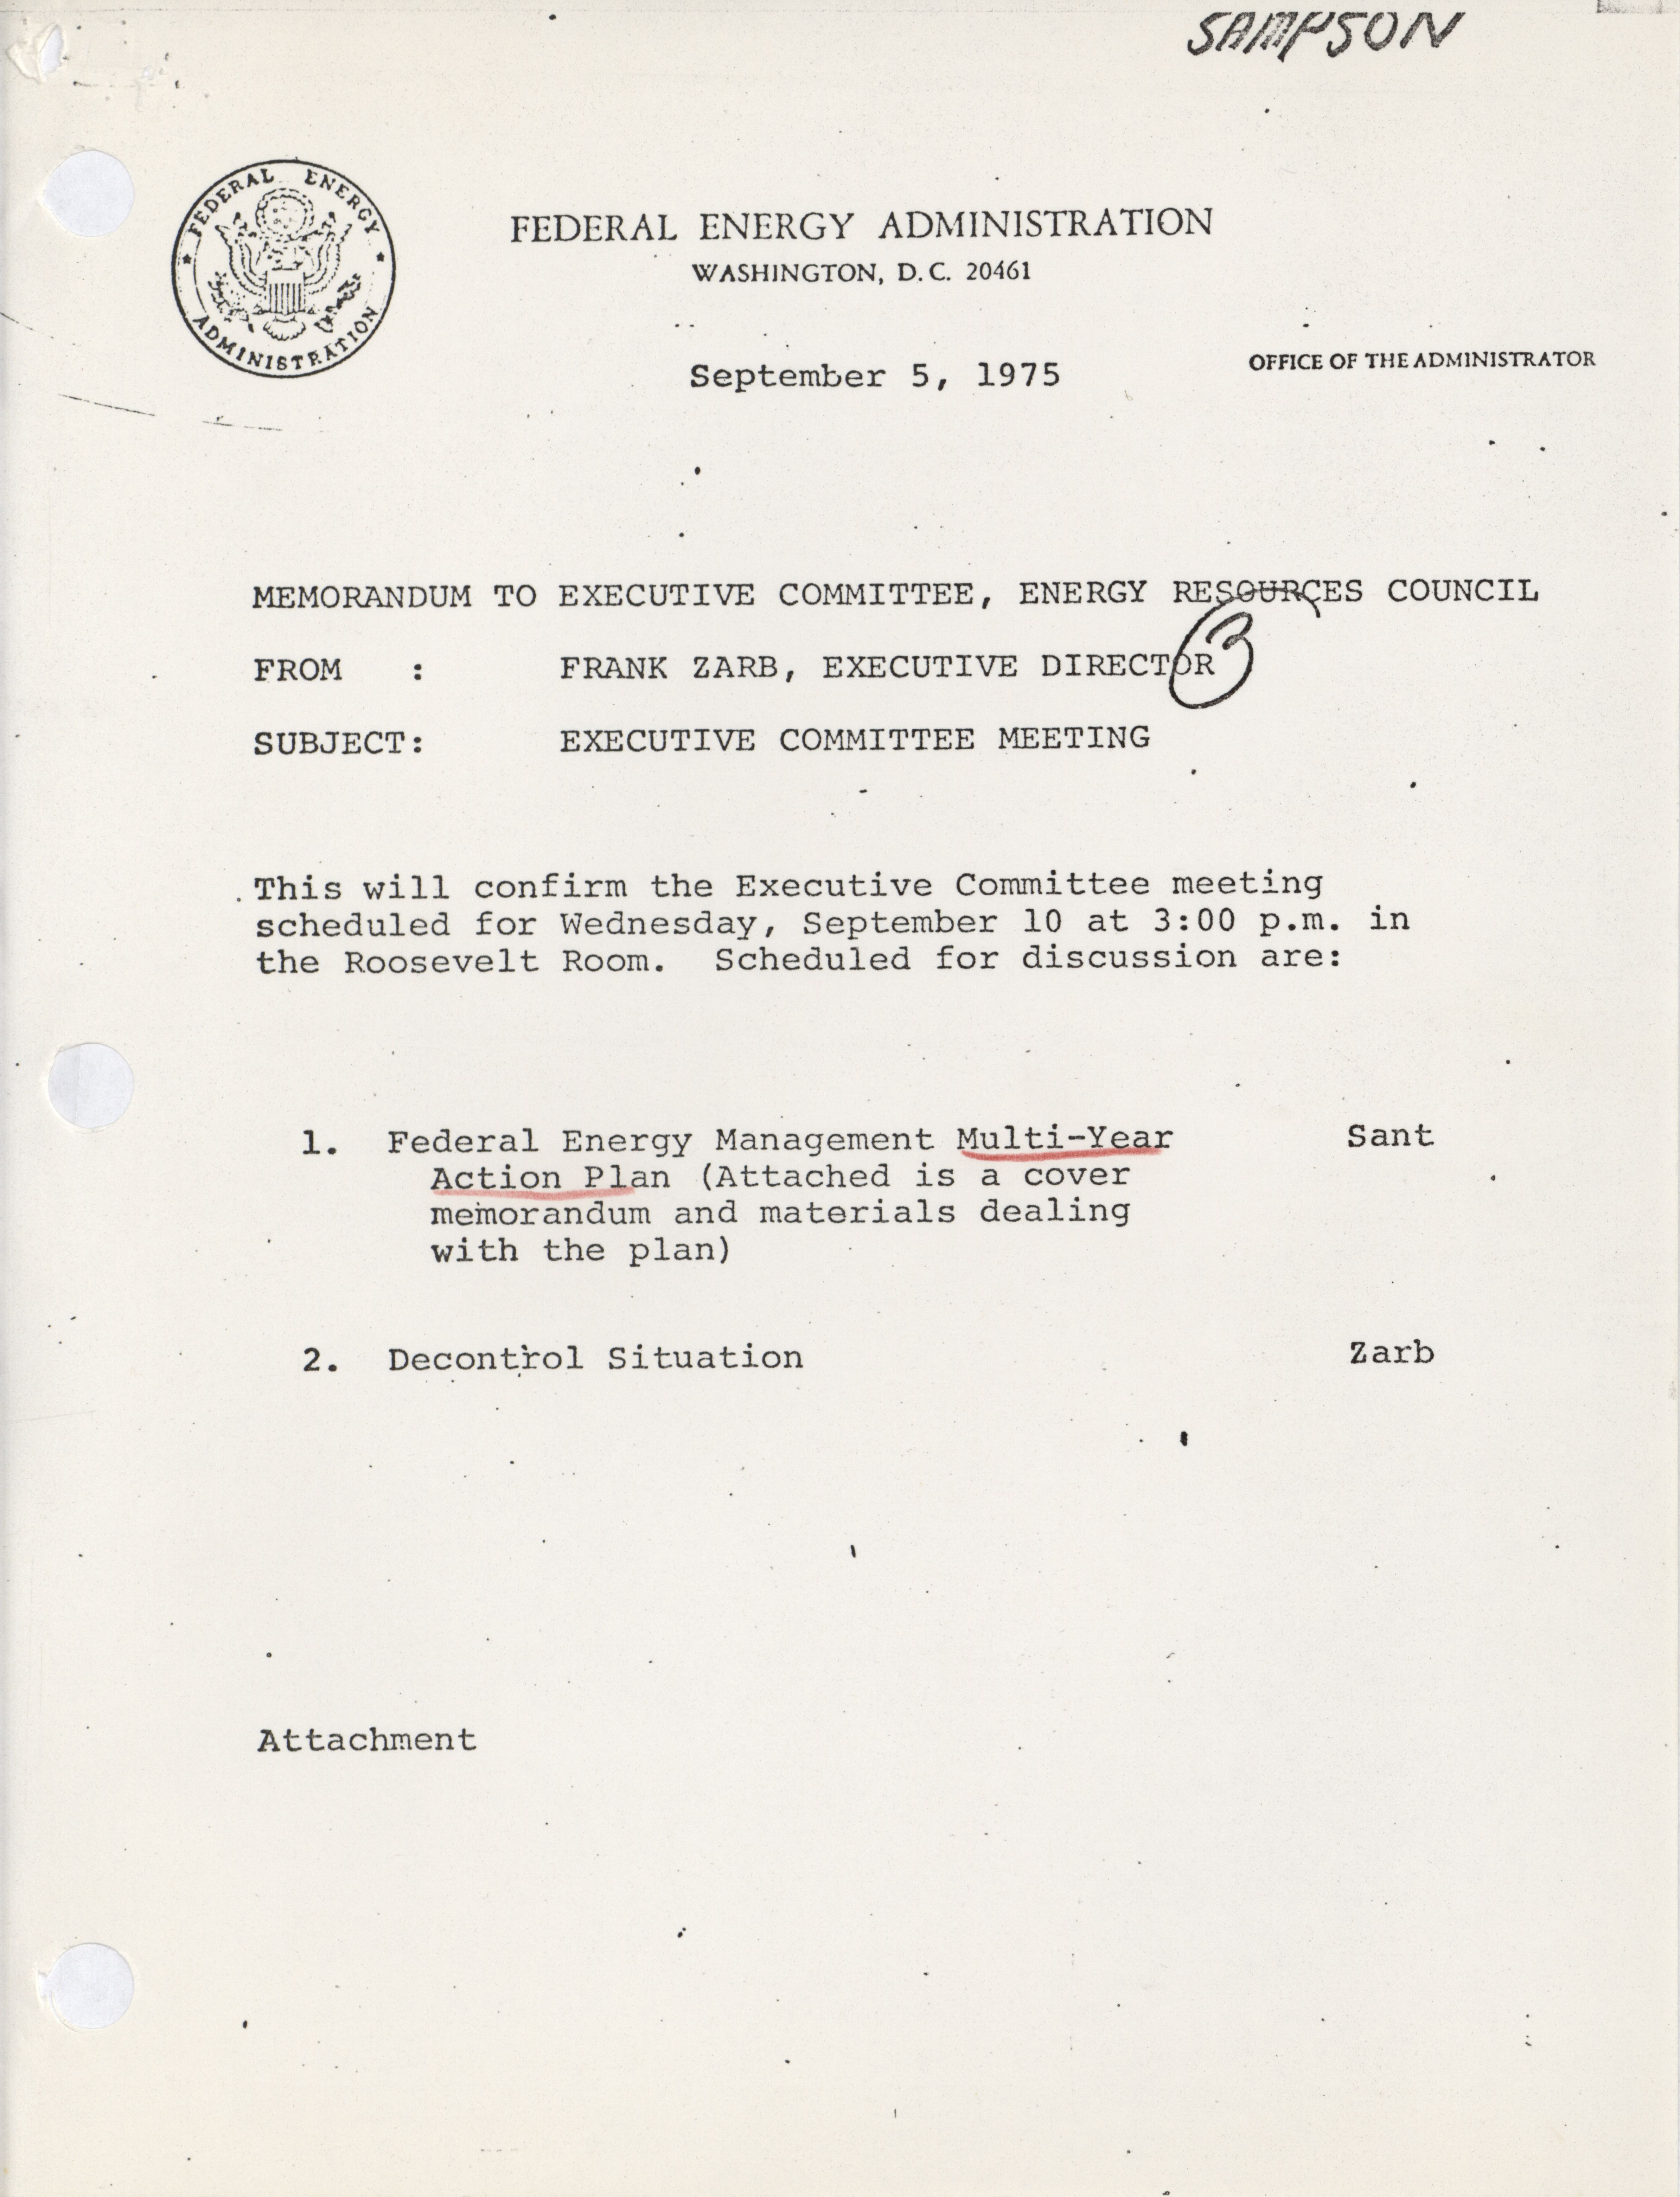 SAMPSON
FEDERAL ENERGY
ADMINISTRATION
FEDERAL ENERGY ADMINISTRATION
WASHINGTON, D.C. 20461
OFFICE OF THE ADMINISTRATOR
September 5, 1975
MEMORANDUM TO EXECUTIVE COMMITTEE, ENERGY RESOURCES COUNCIL
FROM : FRANK ZARB, EXECUTIVE DIRECTOR
SUBJECT: EXECUTIVE COMMITTEE MEETING
This will confirm the Executive Committee meeting
scheduled for Wednesday, September 10 at 3:00 p.m. in
the Roosevelt Room. Scheduled for discussion are:
1. Federal Energy Management Multi-Year Sant
Action Plan (Attached is a cover
memorandum and materials dealing
with the plan)
2. Decontrol Situation Zarb
Attachment